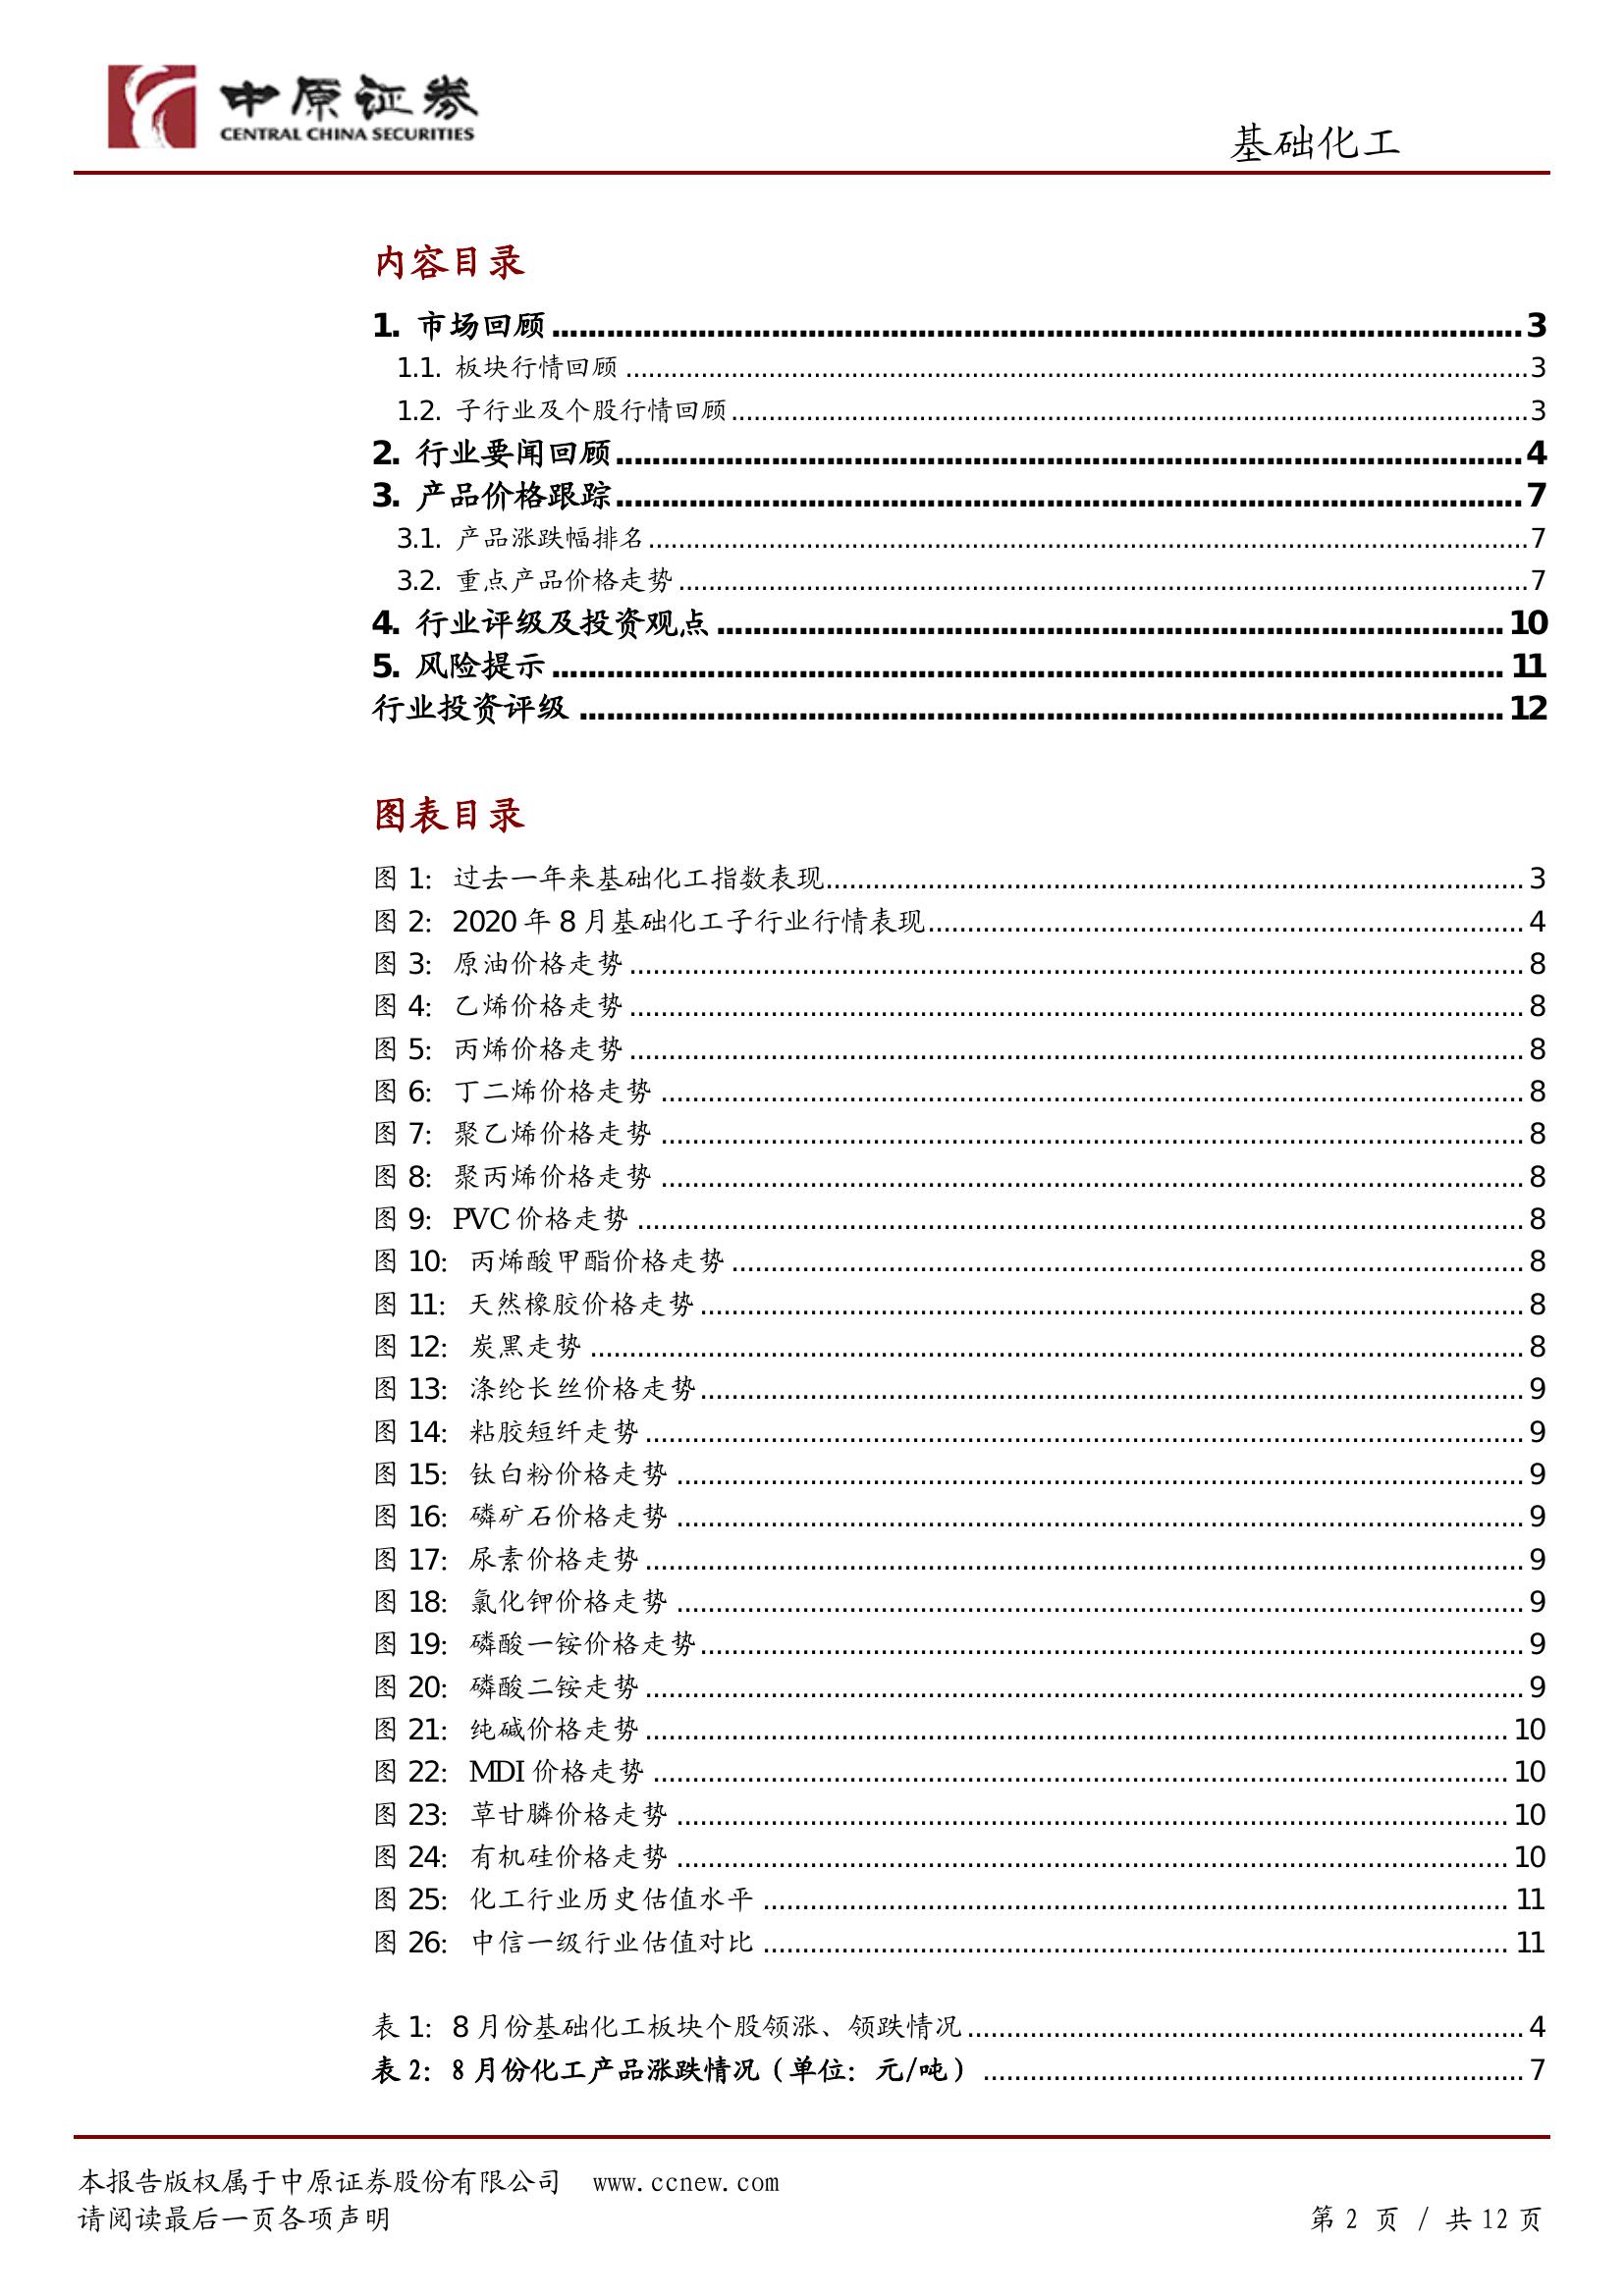 中原证券
CENTRAL CHINA SECURITIES
基础化工
内容目录
1. 市场回顾 3
1.1. 板块行情回顾 3
1.2. 子行业及个股行情回顾 3
2. 行业要闻回顾 4
3. 产品价格跟踪 7
3.1. 产品涨跌幅排名 7
3.2. 重点产品价格走势 7
4. 行业评级及投资观点 10
5. 风险提示 11
行业投资评级 12
图表目录
图 1: 过去一年来基础化工指数表现 3
图 2: 2020 年 8 月基础化工子行业行情表现 4
图 3: 原油价格走势 8
图 4: 乙烯价格走势 8
图 5: 丙烯价格走势 8
图 6: 丁二烯价格走势 8
图 7: 聚乙烯价格走势 8
图 8: 聚丙烯价格走势 8
图 9: PVC 价格走势 8
图 10: 丙烯酸甲酯价格走势 8
图 11: 天然橡胶价格走势 8
图 12: 炭黑走势 8
图 13: 涤纶长丝价格走势 9
图 14: 粘胶短纤走势 9
图 15: 钛白粉价格走势 9
图 16: 磷矿石价格走势 9
图 17: 尿素价格走势 9
图 18: 氯化钾价格走势 9
图 19: 磷酸一铵价格走势 9
图 20: 磷酸二铵走势 9
图 21: 纯碱价格走势 10
图 22: MDI 价格走势 10
图 23: 草甘膦价格走势 10
图 24: 有机硅价格走势 10
图 25: 化工行业历史估值水平 11
图 26: 中信一级行业估值对比 11
表 1: 8 月份基础化工板块个股领涨、领跌情况 4
表 2: 8 月份化工产品涨跌情况（单位：元/吨） 7
本报告版权属于中原证券股份有限公司 www.ccnew.com
请阅读最后一页各项声明 第 2 页 / 共 12 页